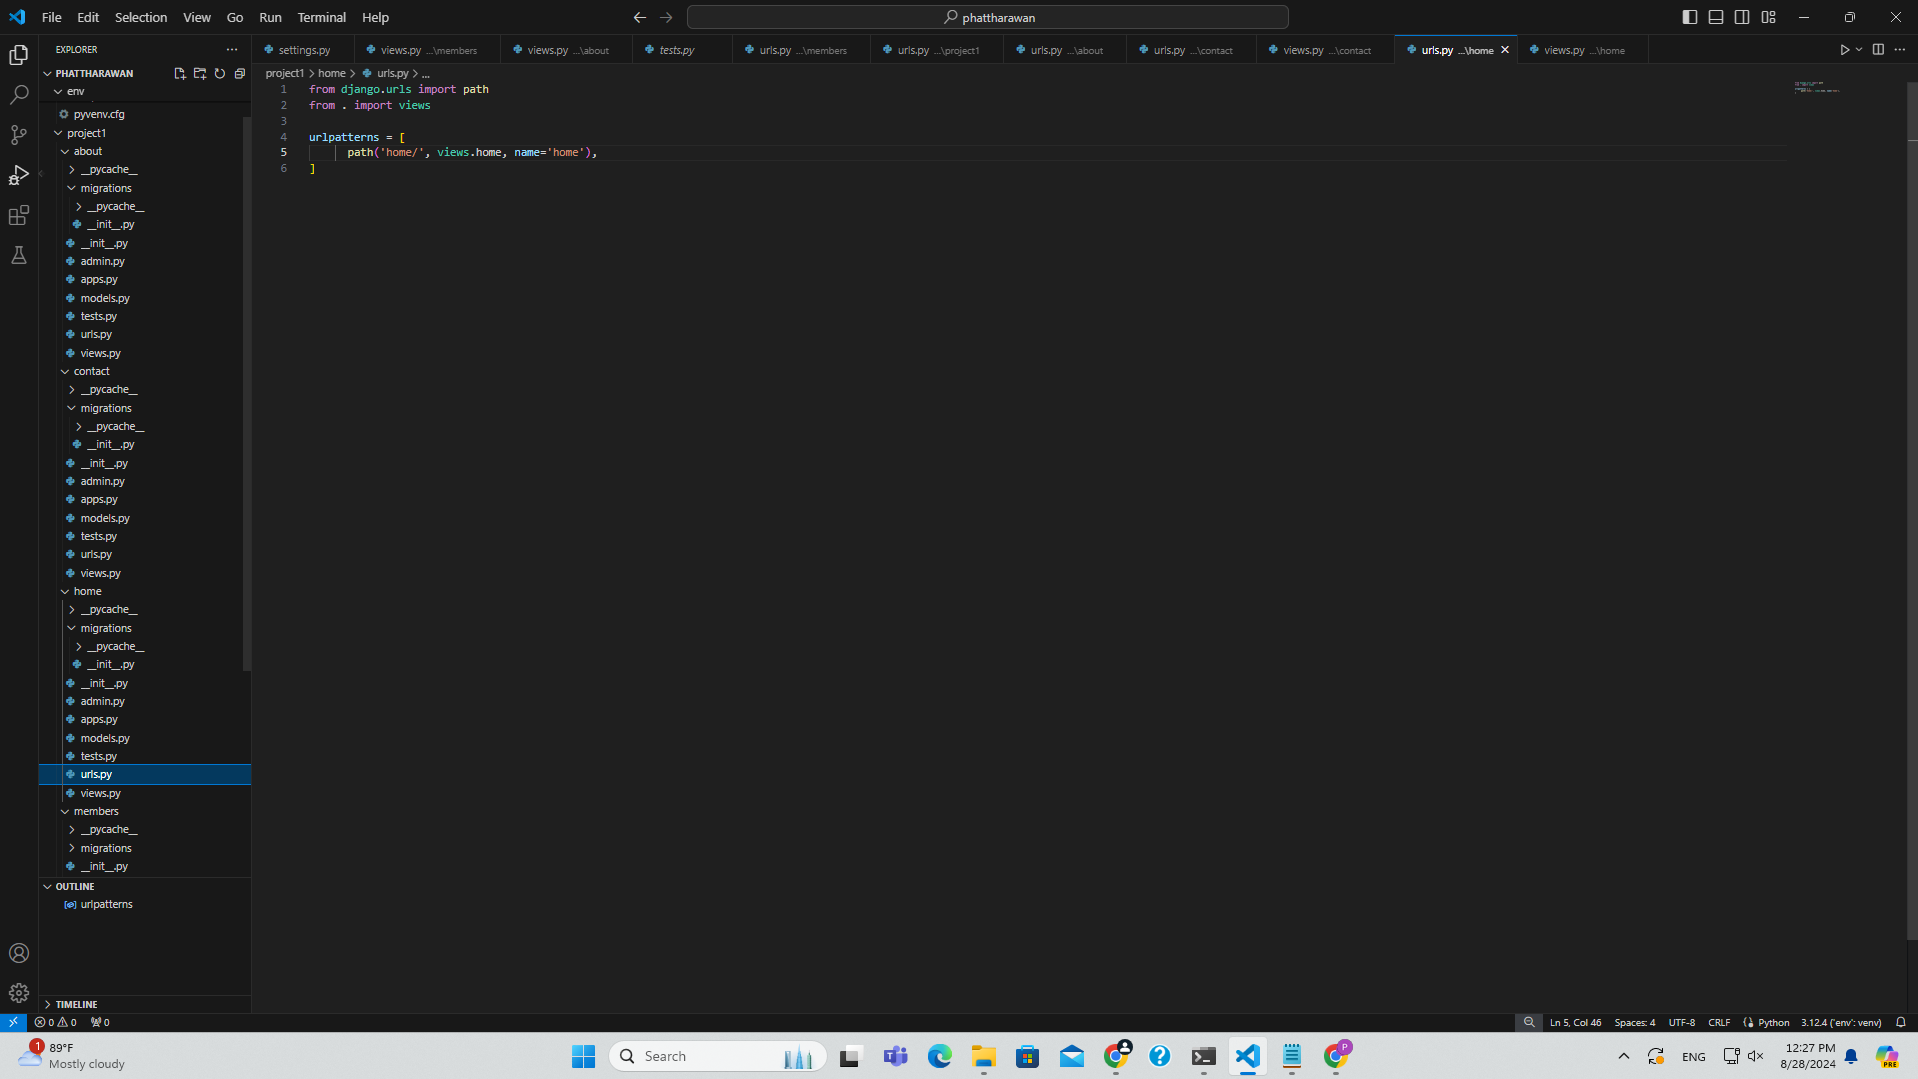 File Edit Selection View Go Run Terminal Help
phattharawan
EXPLORER
PHATTHARAWAN
env
pyvenv.cfg
project1
about
__pycache__
migrations
__pycache__
__init__.py
__init__.py
admin.py
apps.py
models.py
tests.py
urls.py
views.py
contact
__pycache__
migrations
__pycache__
__init__.py
__init__.py
admin.py
apps.py
models.py
tests.py
urls.py
views.py
home
__pycache__
migrations
__pycache__
__init__.py
__init__.py
admin.py
apps.py
models.py
tests.py
urls.py
views.py
members
__pycache__
migrations
__init__.py
OUTLINE
urlpatterns
TIMELINE
settings.py views.py ...\members views.py ...\about tests.py urls.py ...\members urls.py ...\project1 urls.py ...\about urls.py ...\contact views.py ...\contact urls.py ...\home views.py ...\home
project1 > home > urls.py > ...
1 from django.urls import path
2 from . import views
3
4 urlpatterns = [
5 path('home/', views.home, name='home'),
6 ]
0 0 0 Ln 5, Col 46 Spaces: 4 UTF-8 CRLF Python 3.12.4 ('env': venv)
1 89°F
Mostly cloudy
Search
P
ENG
12:27 PM
8/28/2024
PRE